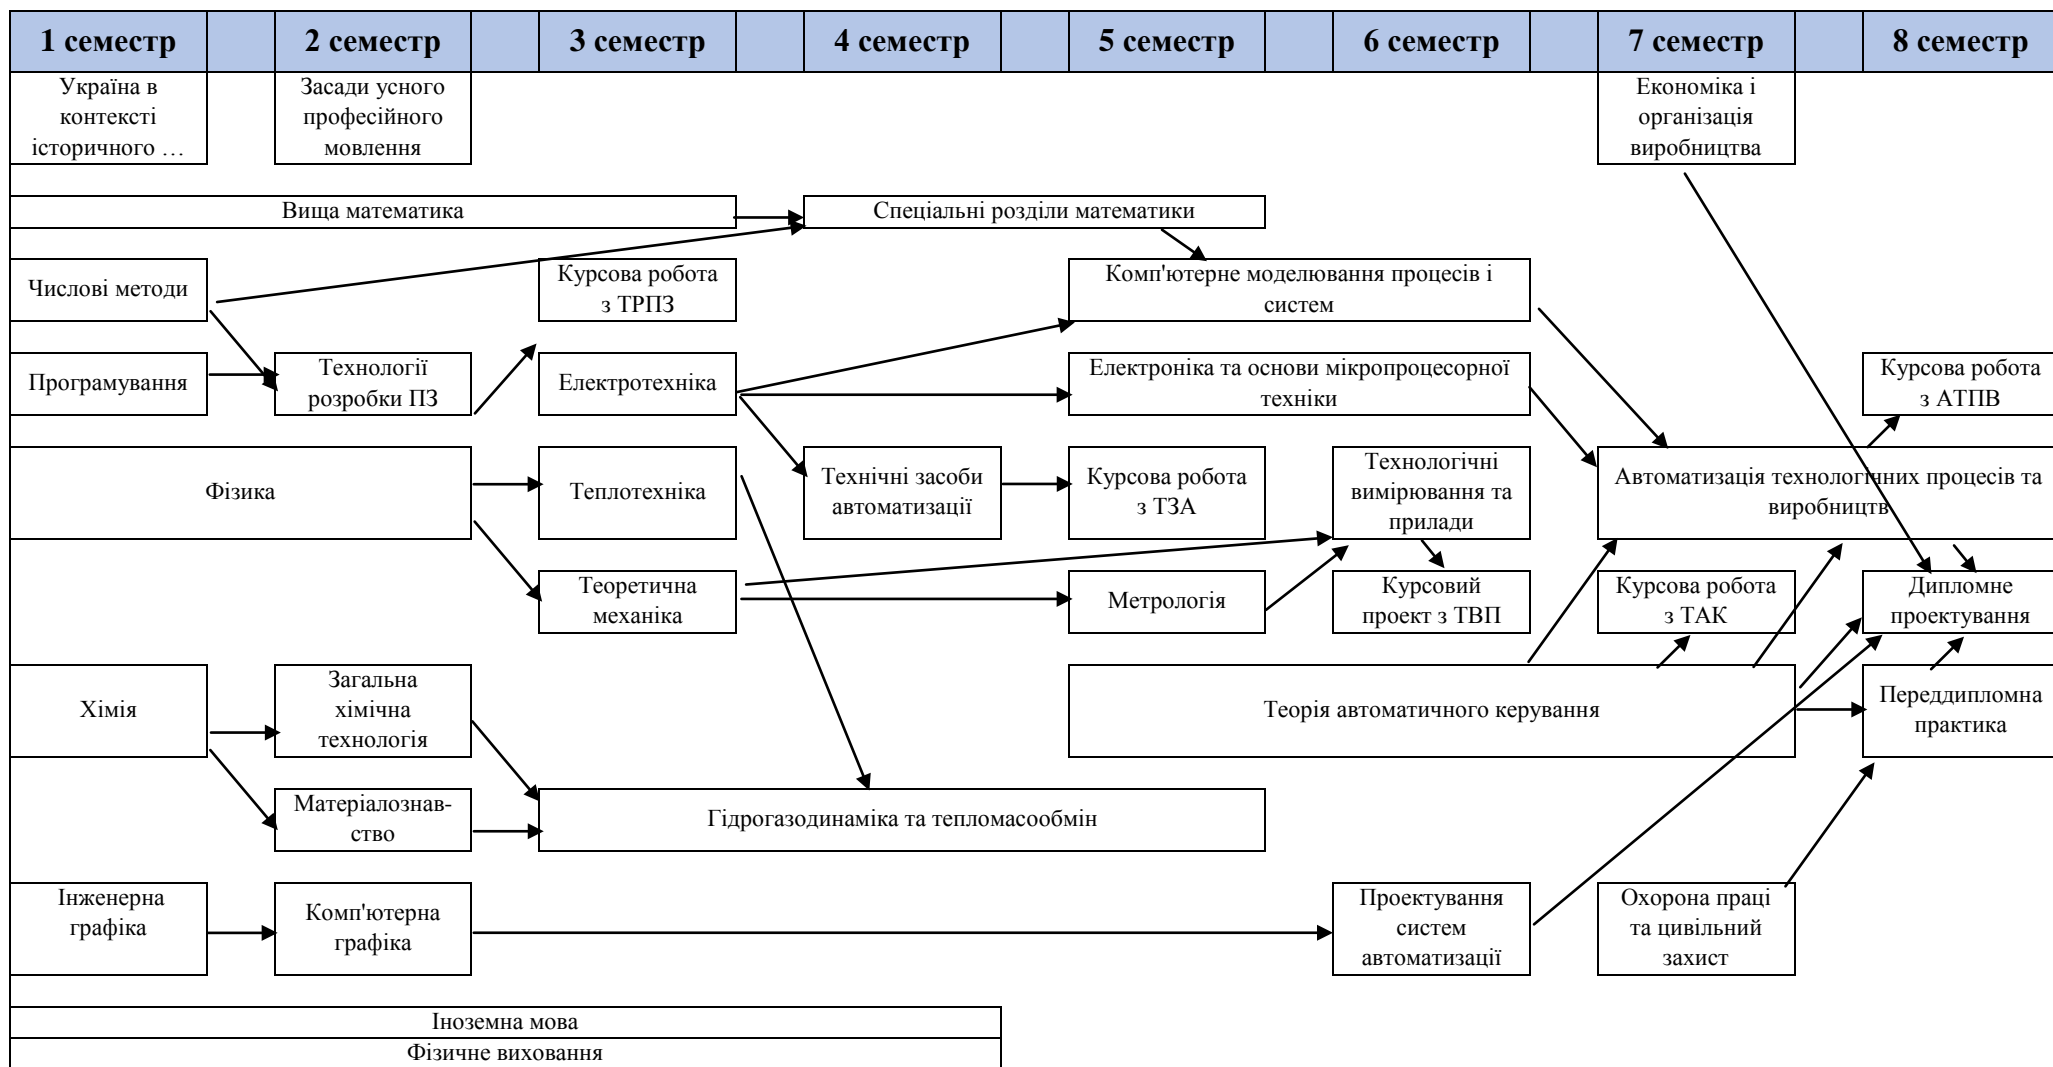 1 семестр 2 семестр 3 семестр 4 семестр 5 семестр 6 семестр 7 семестр 8 семестр
Україна в
контексті
історичного …
Засади усного
професійного
мовлення
Економіка і
організація
виробництва
Вища математика
Спеціальні розділи математики
Числові методи
Курсова робота
з ТРПЗ
Комп'ютерне моделювання процесів і
систем
Програмування
Технології
розробки ПЗ
Електротехніка
Електроніка та основи мікропроцесорної
техніки
Курсова робота
з АТПВ
Фізика
Теплотехніка
Технічні засоби
автоматизації
Курсова робота
з ТЗА
Технологічні
вимірювання та
прилади
Автоматизація технологічних процесів та
виробництв
Теоретична
механіка
Метрологія
Курсовий
проект з ТВП
Курсова робота
з ТАК
Дипломне
проектування
Хімія
Загальна
хімічна
технологія
Теорія автоматичного керування
Переддипломна
практика
Матеріалознав-
ство
Гідрогазодинаміка та тепломасообмін
Інженерна
графіка
Комп'ютерна
графіка
Проектування
систем
автоматизації
Охорона праці
та цивільний
захист
Іноземна мова
Фізичне виховання